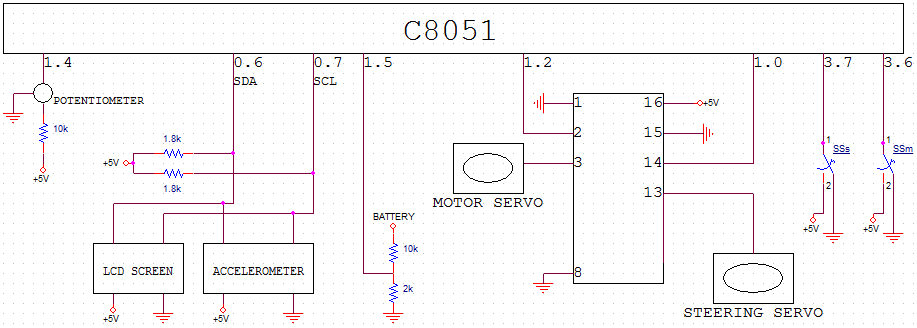 C8051
1.4 0.6 0.7 1.5 1.2 1.0 3.7 3.6
SDA SCL
POTENTIOMETER
10k
+5V
1.8k
+5V
1.8k
1 16 +5V
2 15
3 14
13
8
MOTOR SERVO
1 SSs
2
+5V
1 SSm
2
+5V
BATTERY
10k
2k
LCD SCREEN
+5V
ACCELEROMETER
+5V
STEERING SERVO